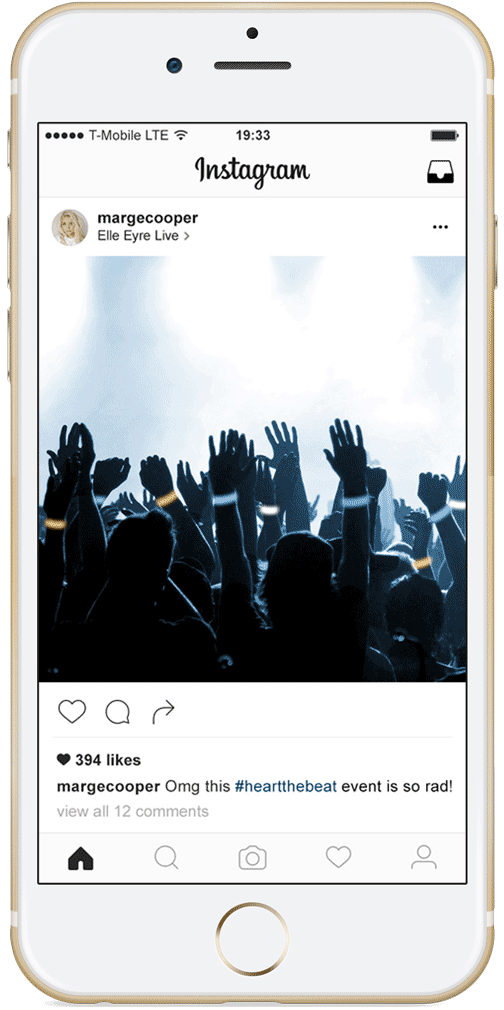 T-Mobile LTE 19:33
Instagram
margecooper
Elle Eyre Live >
394 likes
margecooper Omg this #heartthebeat event is so rad!
view all 12 comments